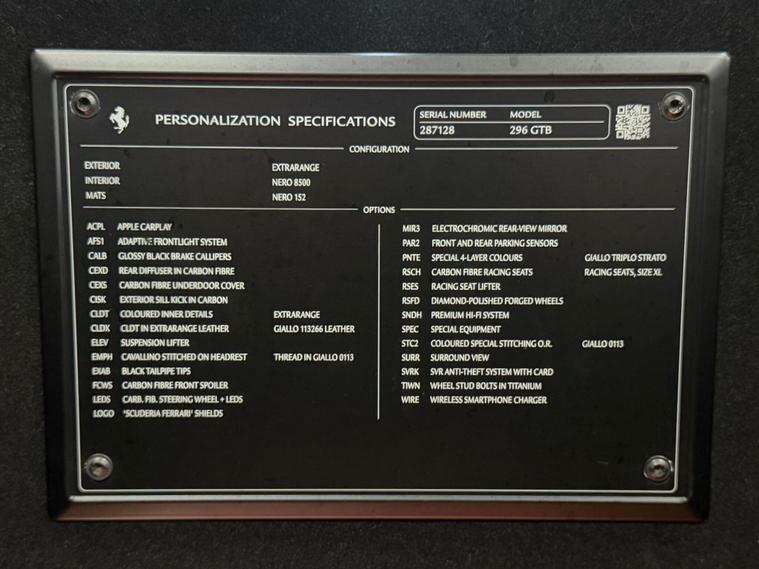 PERSONALIZATION SPECIFICATIONS
SERIAL NUMBER MODEL
287128 296 GTB
CONFIGURATION
EXTERIOR EXTRARANGE
INTERIOR NERO 8500
MATS NERO 152
OPTIONS
ACPL APPLE CARPLAY
AFS1 ADAPTIVE FRONTLIGHT SYSTEM
CALB GLOSSY BLACK BRAKE CALLIPERS
CEXD REAR DIFFUSER IN CARBON FIBRE
CEXS CARBON FIBRE UNDERDOOR COVER
CISK EXTERIOR SILL KICK IN CARBON
CLDT COLOURED INNER DETAILS EXTRARANGE
CLDX CLDT IN EXTRARANGE LEATHER GIALLO 113266 LEATHER
ELEV SUSPENSION LIFTER
EMPH CAVALLINO STITCHED ON HEADREST THREAD IN GIALLO 0113
EXAB BLACK TAILPIPE TIPS
FCWS CARBON FIBRE FRONT SPOILER
LEDS CARB. FIB. STEERING WHEEL + LEDS
LOGO 'SCUDERIA FERRARI' SHIELDS
MIR3 ELECTROCHROMIC REAR-VIEW MIRROR
PAR2 FRONT AND REAR PARKING SENSORS
PNTE SPECIAL 4-LAYER COLOURS GIALLO TRIPLO STRATO
RSCH CARBON FIBRE RACING SEATS RACING SEATS, SIZE XL
RSES RACING SEAT LIFTER
RSFD DIAMOND-POLISHED FORGED WHEELS
SNDH PREMIUM HI-FI SYSTEM
SPEC SPECIAL EQUIPMENT
STC2 COLOURED SPECIAL STITCHING O.R. GIALLO 0113
SURR SURROUND VIEW
SVRK SVR ANTI-THEFT SYSTEM WITH CARD
TIWN WHEEL STUD BOLTS IN TITANIUM
WIRE WIRELESS SMARTPHONE CHARGER